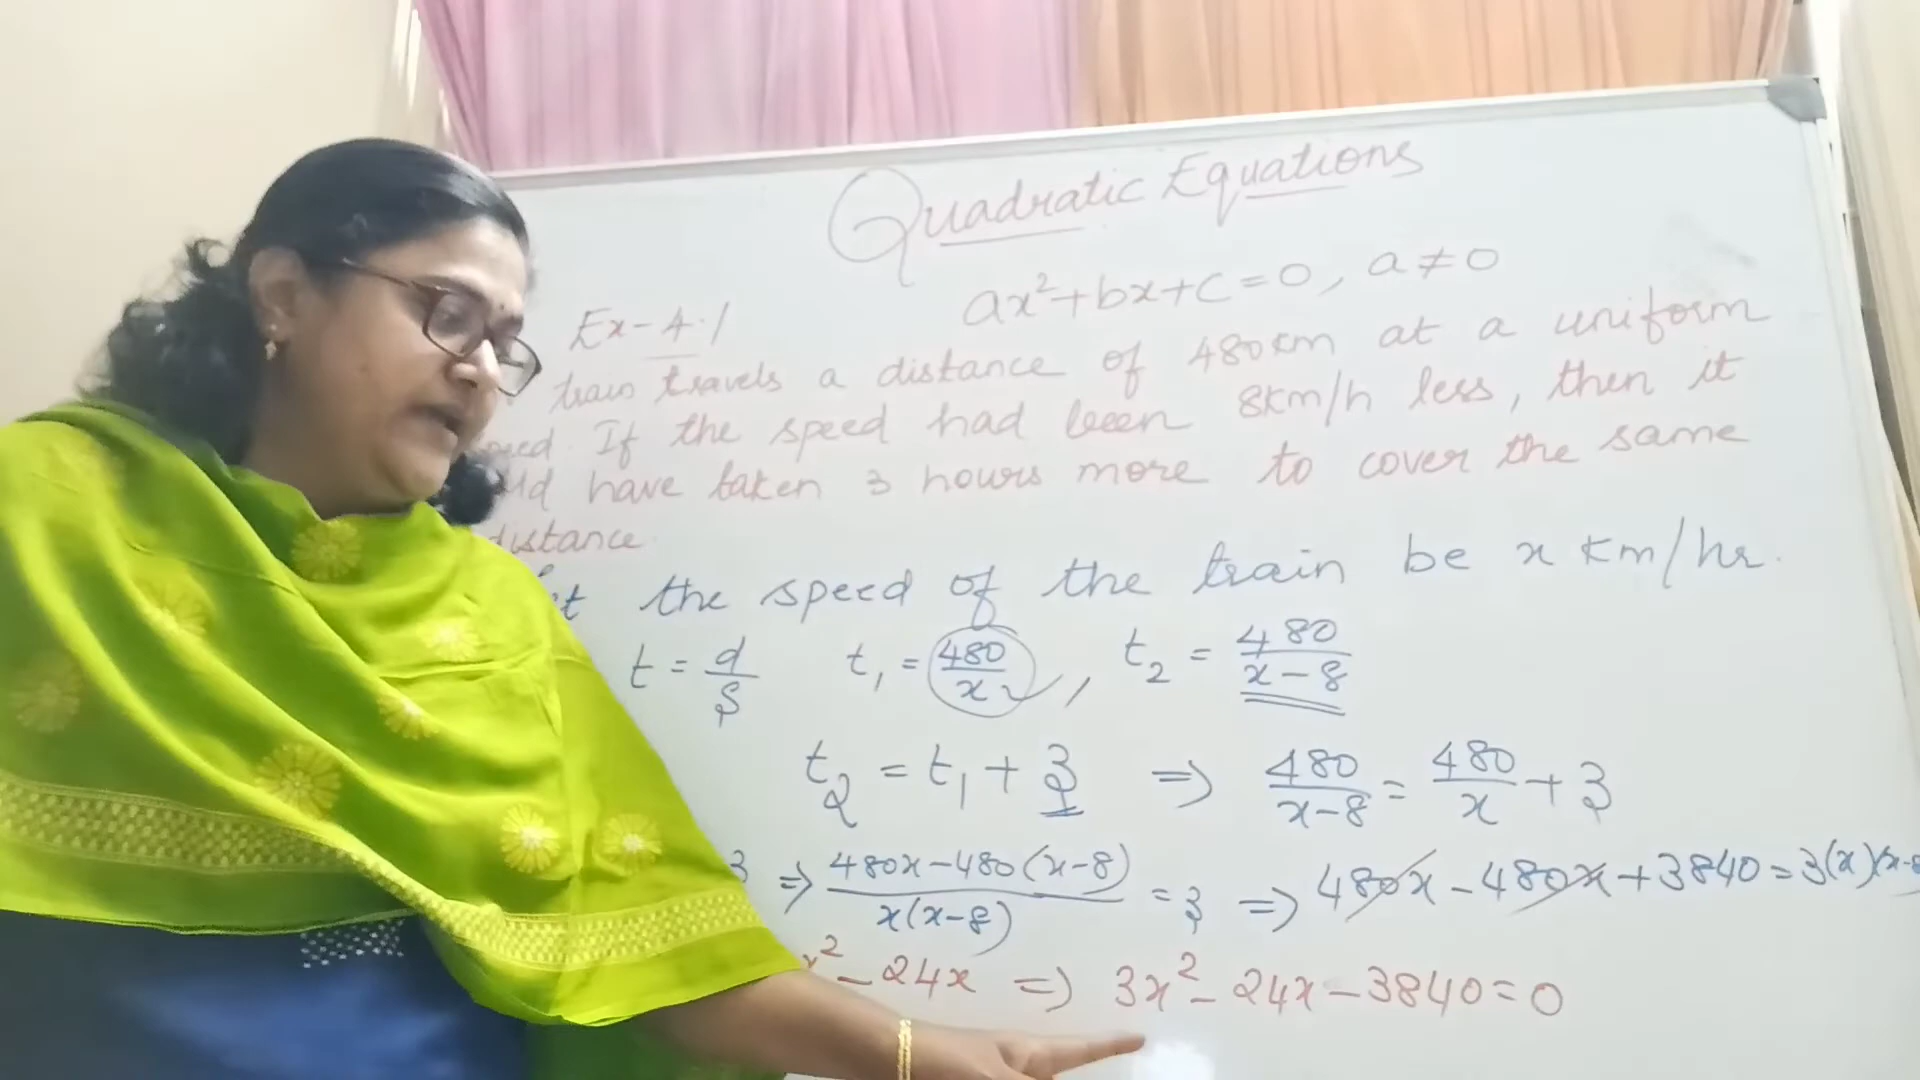 Quadratic Equations
ax²+bx+c=0, a≠0
Ex-4.1
train travels a distance of 480km at a uniform
If the speed had been 8km/h less, then it
have taken 3 hours more to cover the same
distance
the speed of the train be x km/hr.
t = d/s t₁ = 480/x, t₂ = 480/x-8
t₂ = t₁ + 3 ⇒ 480/x-8 = 480/x + 3
3 ⇒ 480x-480(x-8)/x(x-8) = 3 ⇒ 480x-480x+3840=3(x)(x-8
x²-24x ⇒ 3x²-24x-3840=0